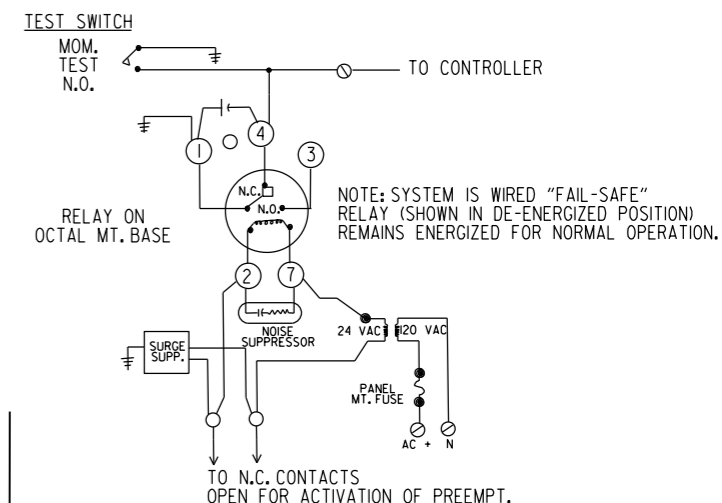 TEST SWITCH
MOM.
TEST
N.O.
TO CONTROLLER
4
1
3
N.C.
N.O.
RELAY ON
OCTAL MT. BASE
NOTE: SYSTEM IS WIRED "FAIL-SAFE"
RELAY (SHOWN IN DE-ENERGIZED POSITION)
REMAINS ENERGIZED FOR NORMAL OPERATION.
2
7
NOISE
SUPPRESSOR
24 VAC
120 VAC
SURGE
SUPP.
PANEL
MT. FUSE
AC + N
TO N.C. CONTACTS
OPEN FOR ACTIVATION OF PREEMPT.